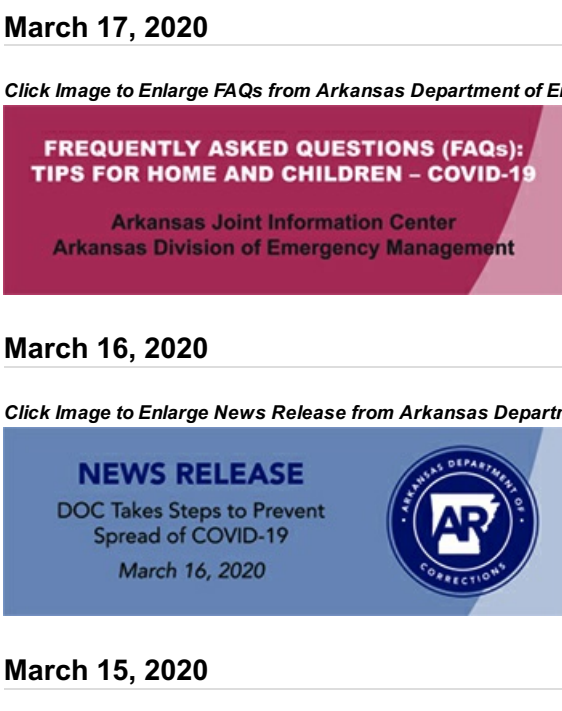 March 17, 2020
Click Image to Enlarge FAQs from Arkansas Department of
FREQUENTLY ASKED QUESTIONS (FAQs):
TIPS FOR HOME AND CHILDREN – COVID-19
Arkansas Joint Information Center
Arkansas Division of Emergency Management
March 16, 2020
Click Image to Enlarge News Release from Arkansas
NEWS RELEASE
DOC Takes Steps to Prevent
Spread of COVID-19
March 16, 2020
ARKANSAS DEPARTMENT OF
AR
CORRECTIONS
March 15, 2020